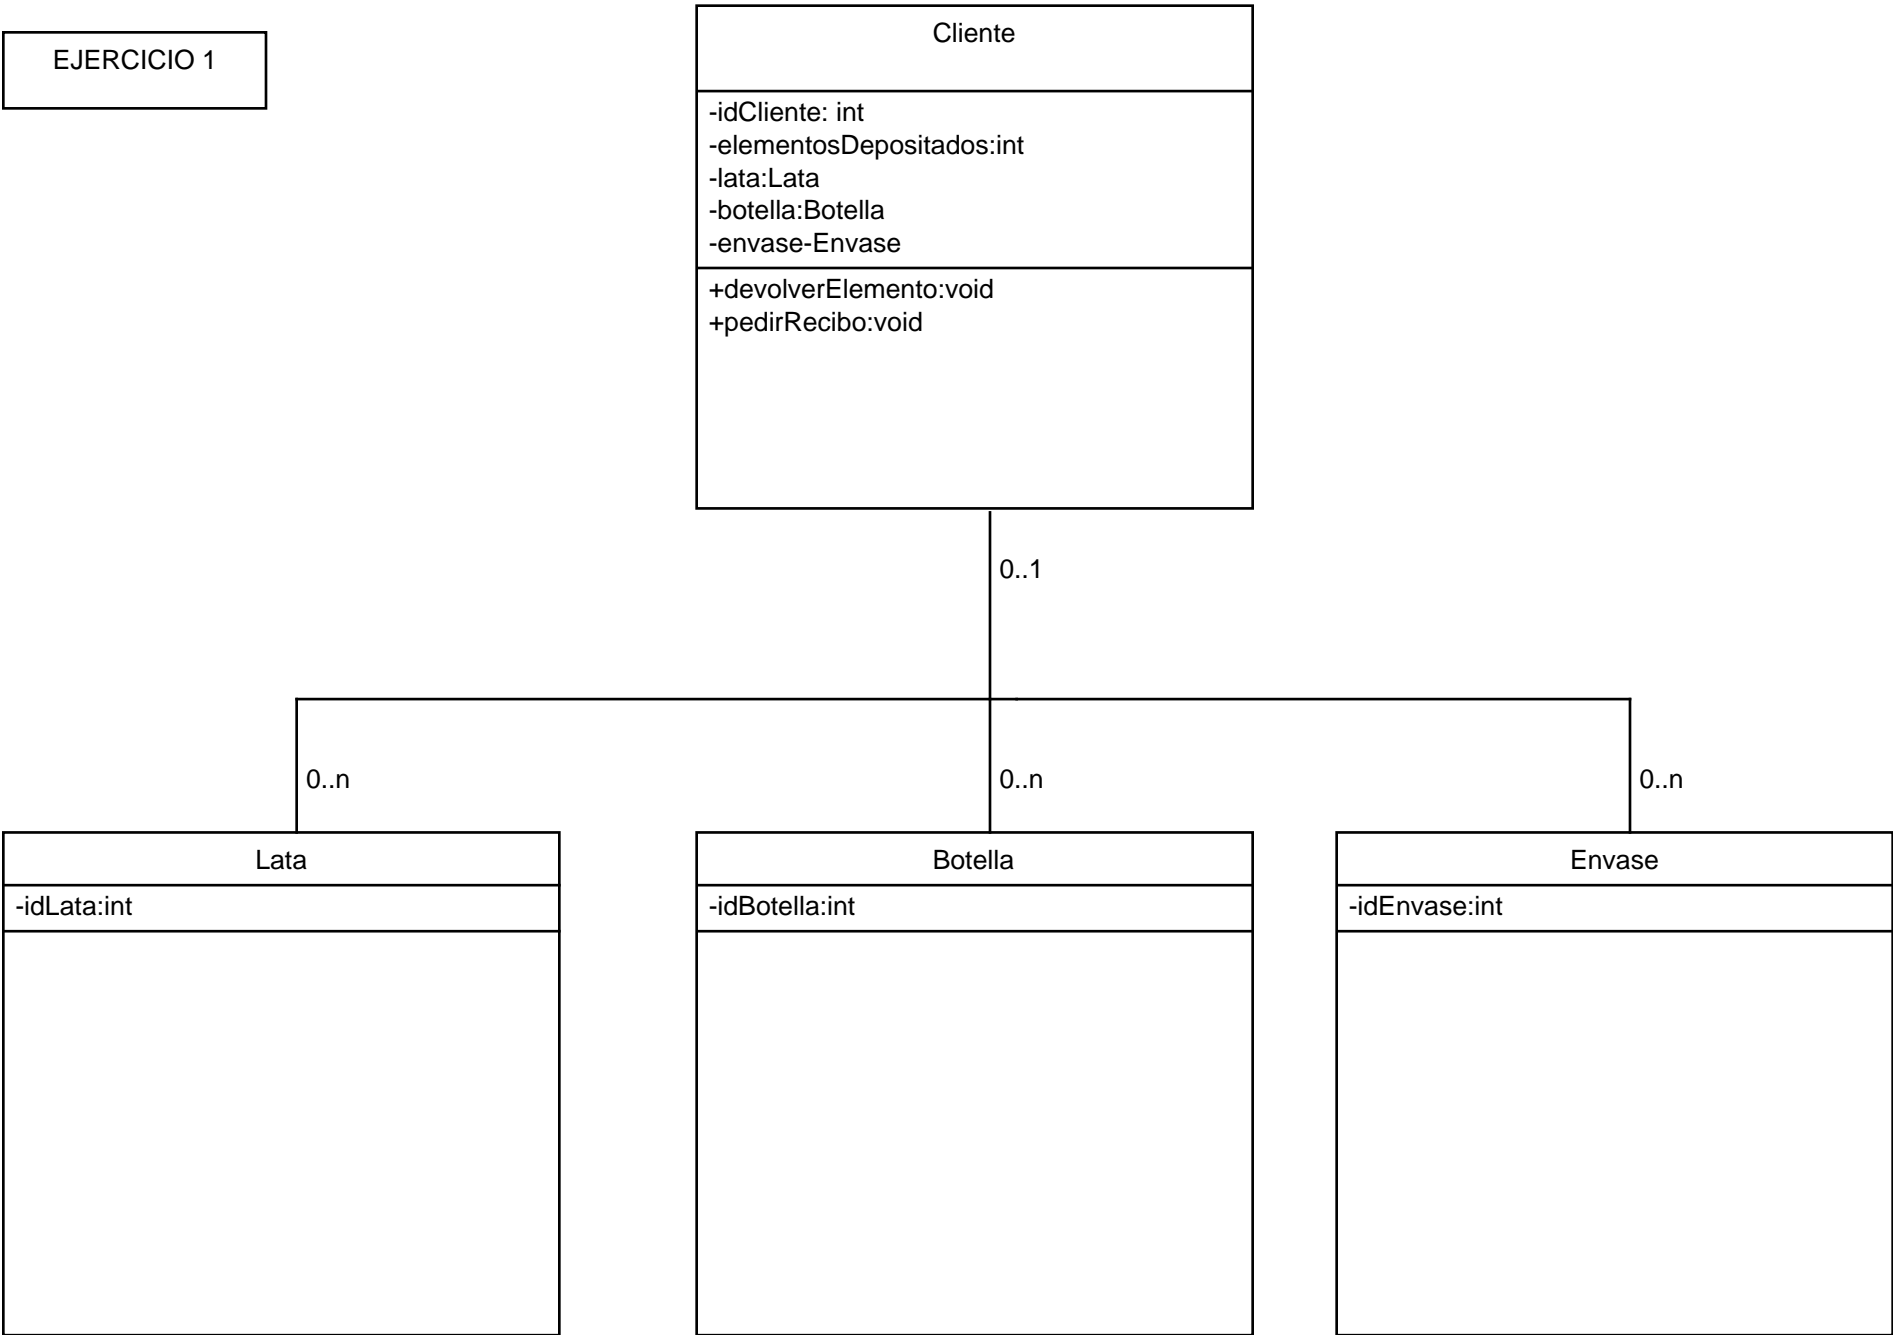 EJERCICIO 1
Cliente
-idCliente: int
-elementosDepositados:int
-lata:Lata
-botella:Botella
-envase-Envase
+devolverElemento:void
+pedirRecibo:void
0..1
0..n
0..n
0..n
Lata
-idLata:int
Botella
-idBotella:int
Envase
-idEnvase:int